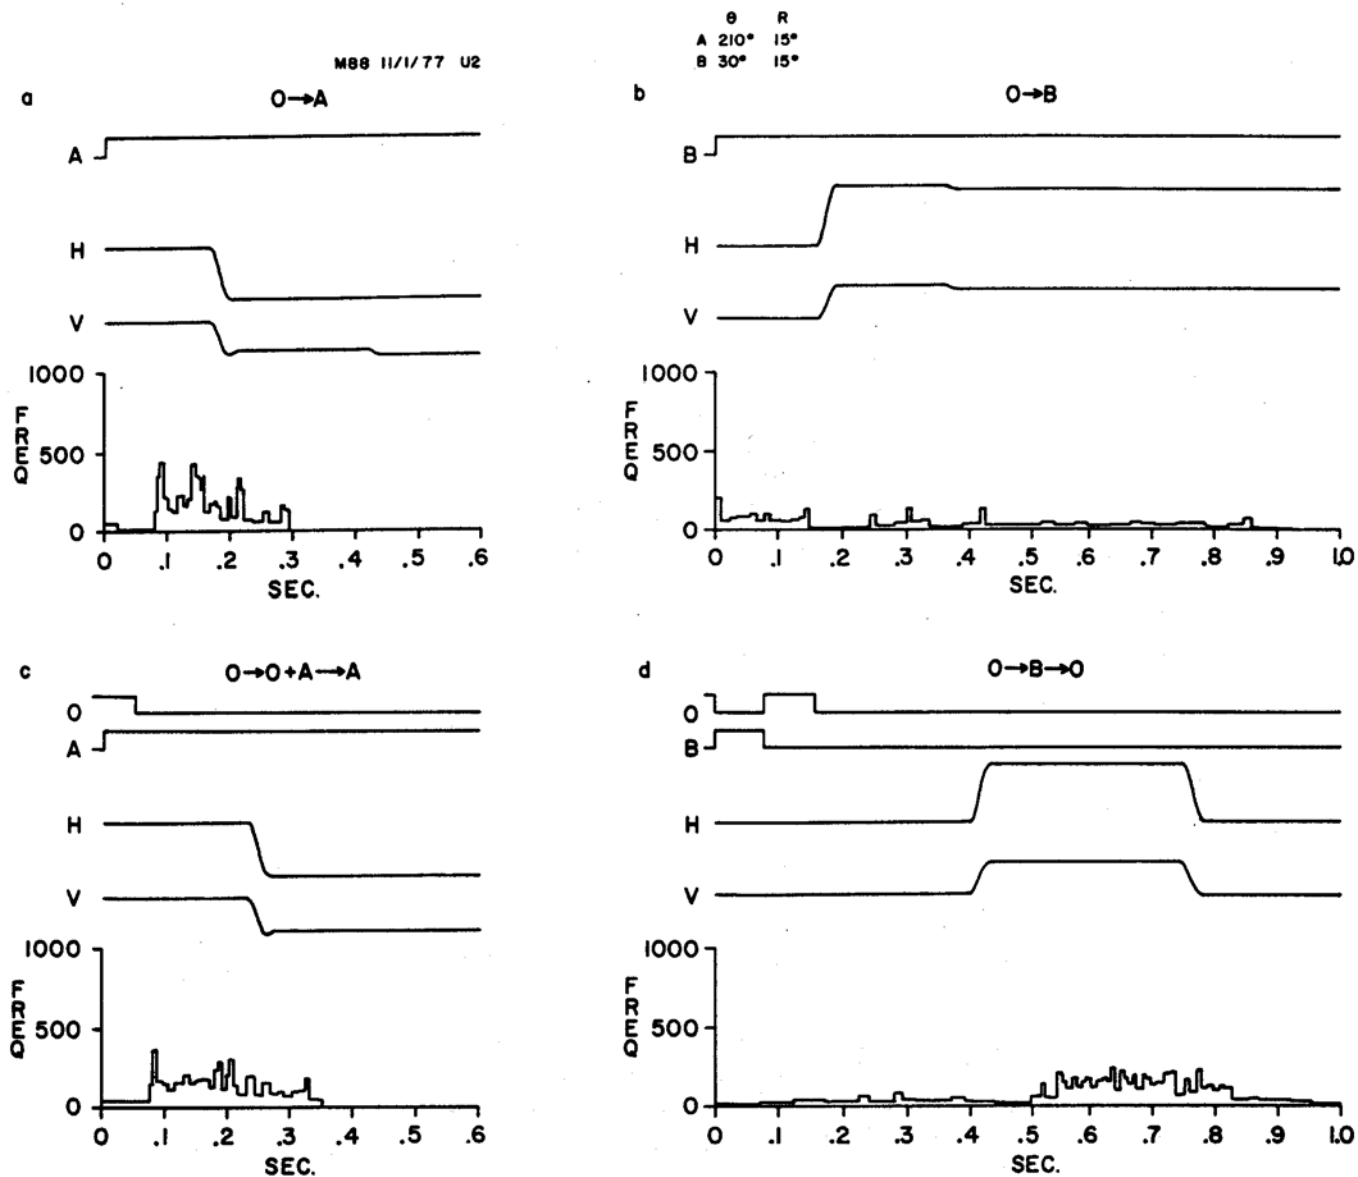 θ R
A 210° 15°
B 30° 15°
M88 11/1/77 U2
a
O→A
A
H
V
1000
500
0
FREQ
0 .1 .2 .3 .4 .5 .6
SEC.
b
O→B
B
H
V
1000
500
0
FREQ
0 .1 .2 .3 .4 .5 .6 .7 .8 .9 1.0
SEC.
c
O→O+A→A
O
A
H
V
1000
500
0
FREQ
0 .1 .2 .3 .4 .5 .6
SEC.
d
O→B→O
O
B
H
V
1000
500
0
FREQ
0 .1 .2 .3 .4 .5 .6 .7 .8 .9 1.0
SEC.